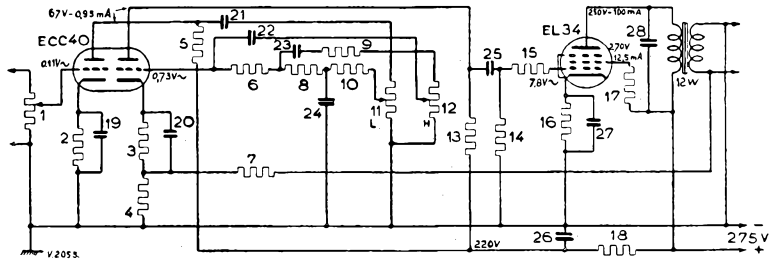 67V-0,95mA
21
ECC40
22
23
9
5
0,11V~
0,73V~
6
8
10
11
L
12
H
1
2
19
3
20
24
4
7
25
15
EL34
250V-100mA
28
270V
12,5mA
7,8V~
17
12W
13
14
16
27
26
220V
18
-
275V
+
V.2053.